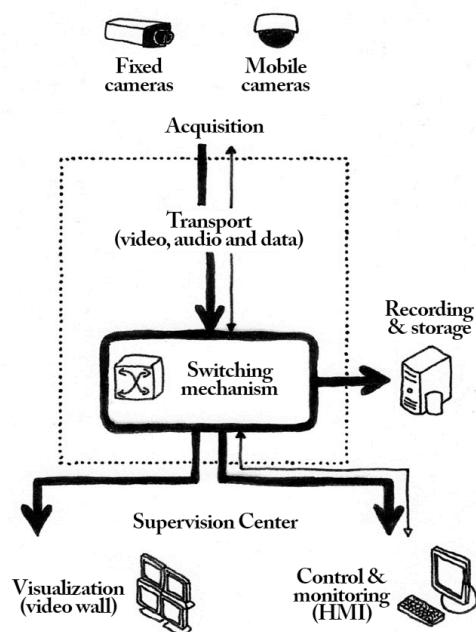 Fixed
cameras
Mobile
cameras
Acquisition
Transport
(video, audio and data)
Recording
& storage
Switching
mechanism
Supervision Center
Visualization
(video wall)
Control &
monitoring
(HMI)